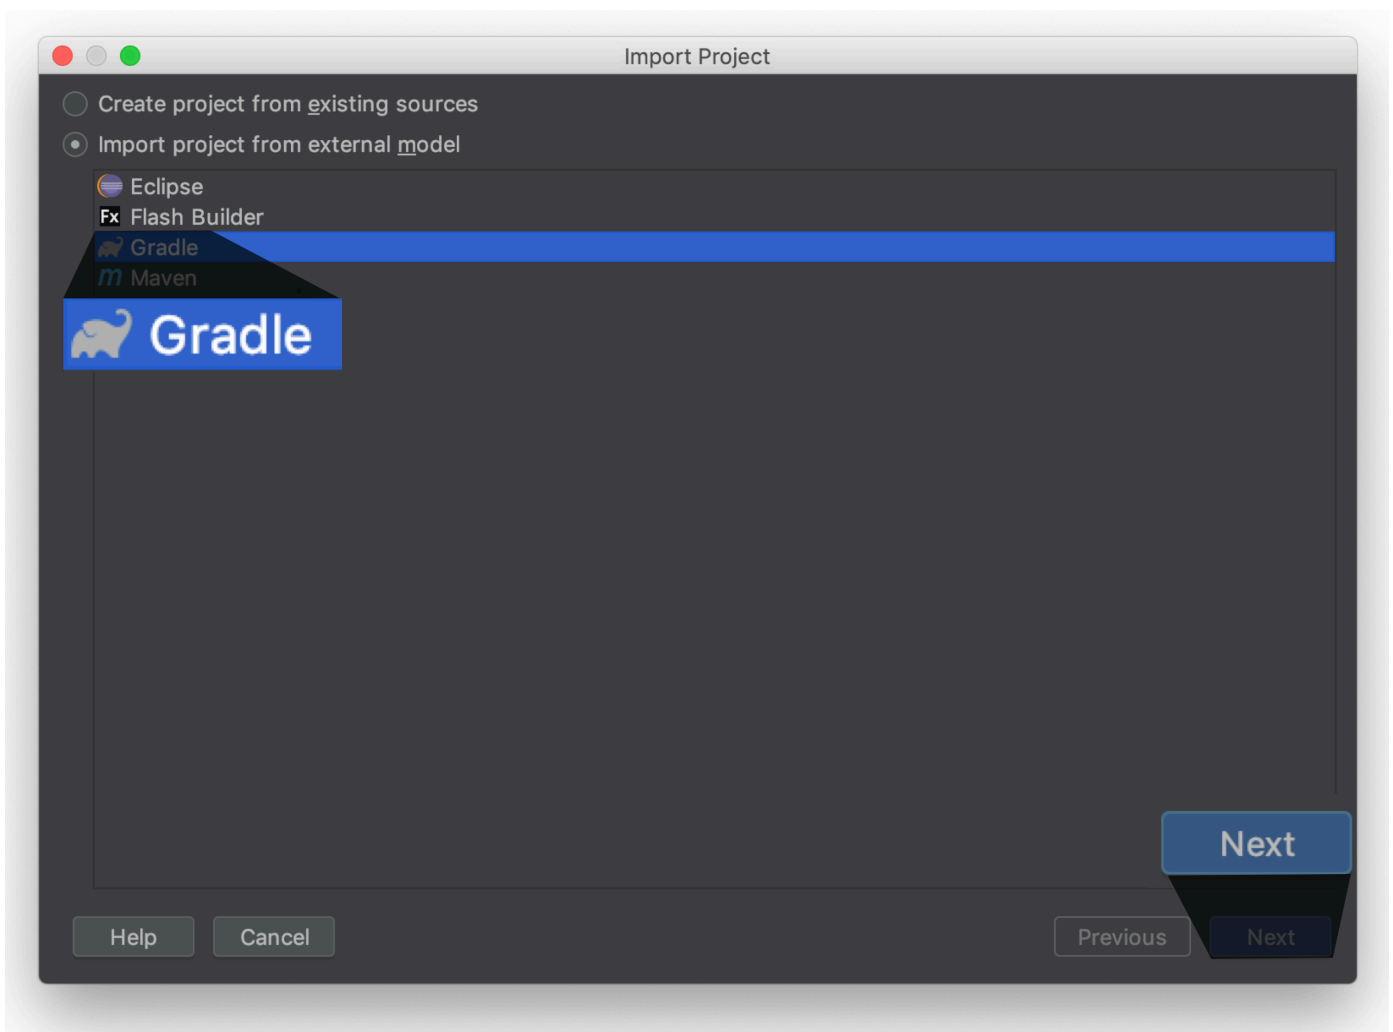 Import Project
Create project from existing sources
Import project from external model
Eclipse
Fx Flash Builder
Gradle
m Maven
Gradle
Next
Help Cancel Previous Next